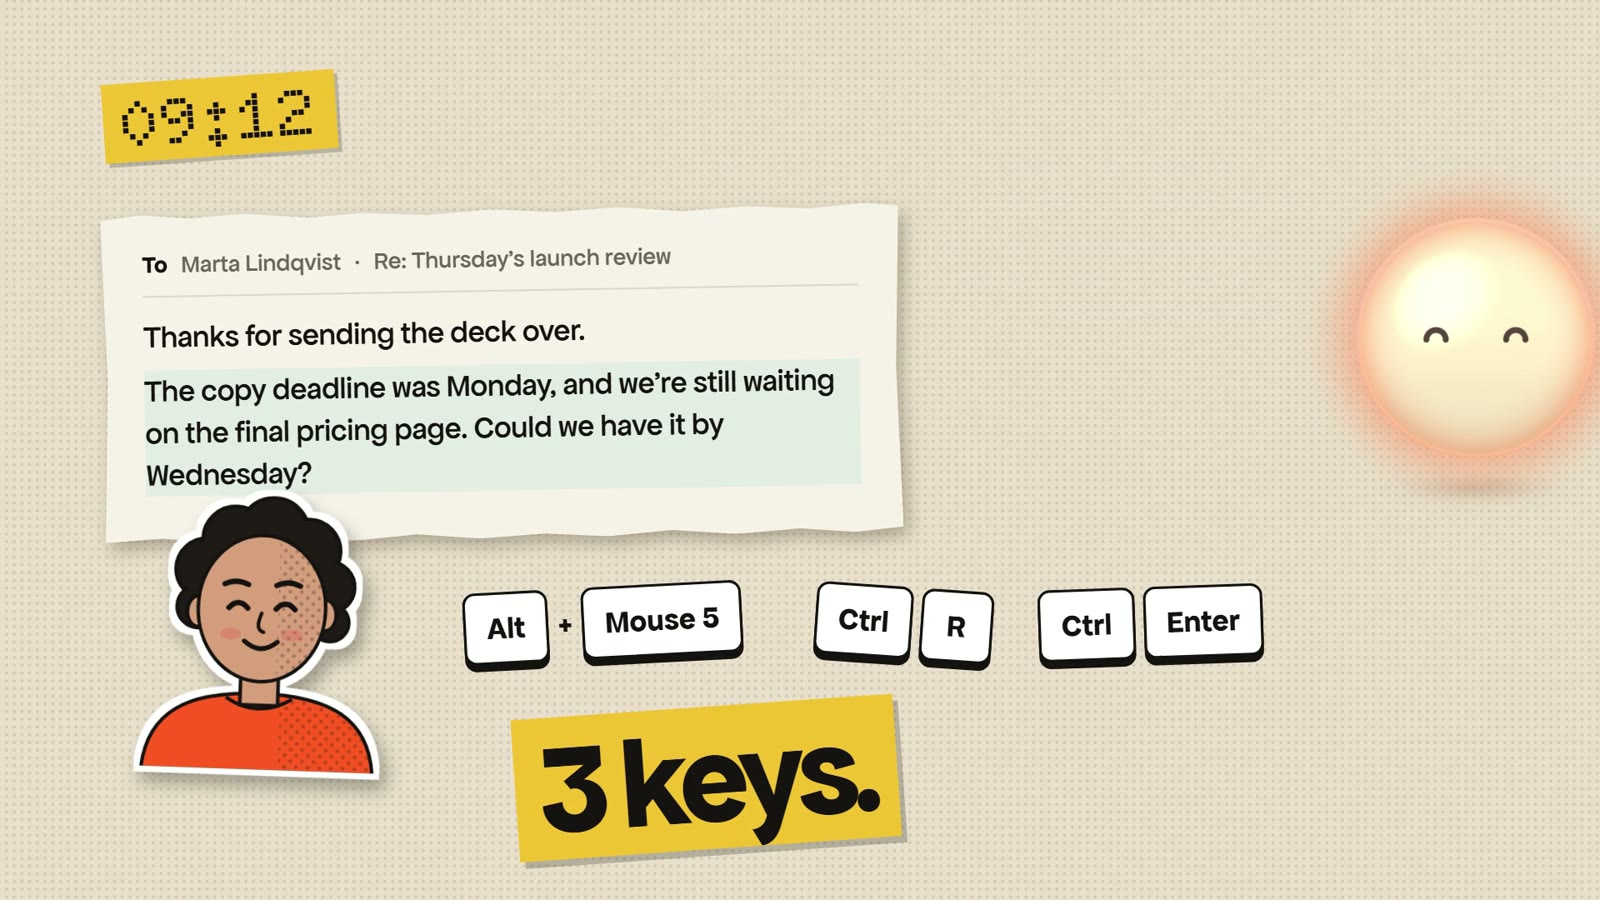 09:12
To Marta Lindqvist · Re: Thursday’s launch review
Thanks for sending the deck over.
The copy deadline was Monday, and we’re still waiting
on the final pricing page. Could we have it by
Wednesday?
Alt + Mouse 5 Ctrl R Ctrl Enter
3 keys.